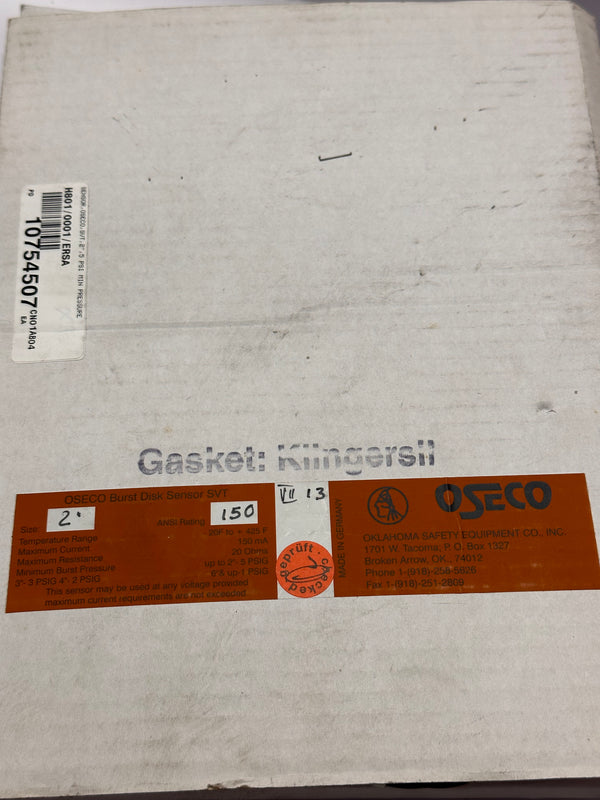 SENSOR,OSECO,SVT,2",5 PSI MIN PRESSURE
H801/0001/ERSA
PG
10754507
CN01A804
EA
Gasket: Klingersil
OSECO Burst Disk Sensor SVT
Size: 2" ANSI Rating 150
Temperature Range 20F to + 425 F
Maximum Current 150 mA
Maximum Resistance 20 Ohms
Minimum Burst Pressure up to 2"- 5 PSIG
3"- 3 PSIG 4"- 2 PSIG 6"& up-1 PSIG
This sensor may be used at any voltage provided
maximum current requirements are not exceeded
VII 13
geprüft · checked
MADE IN GERMANY
OSECO
OKLAHOMA SAFETY EQUIPMENT CO., INC.
1701 W. Tacoma, P. O. Box 1327
Broken Arrow, OK., 74012
Phone 1-(918)-258-5626
Fax 1-(918)-251-2809